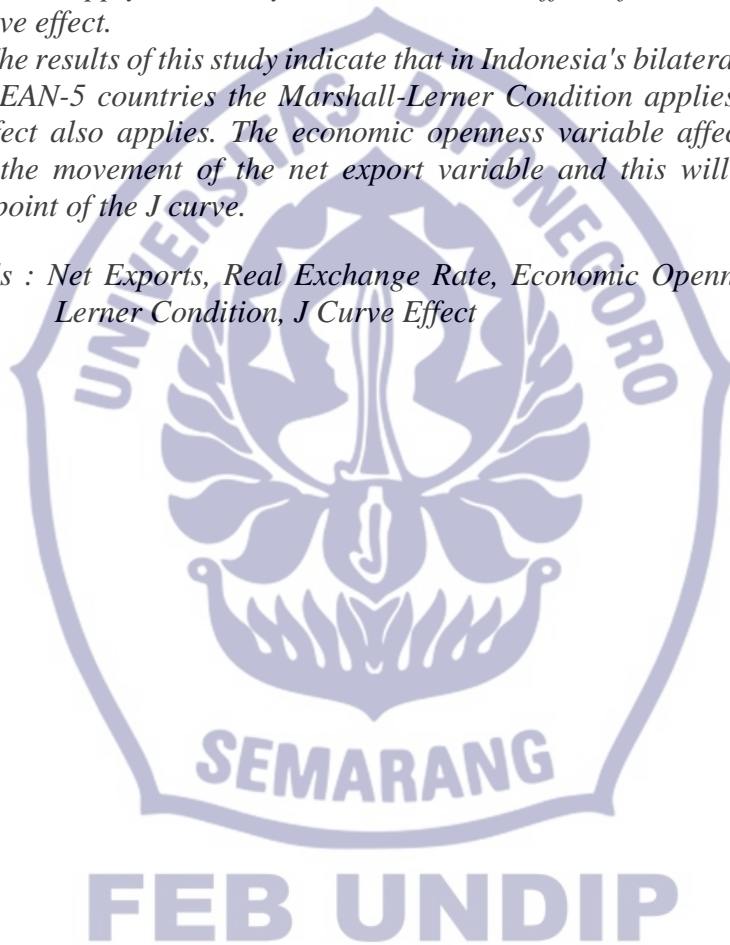 ve effect.
he results of this study indicate that in Indonesia's bilatera
EAN-5 countries the Marshall-Lerner Condition applies
fect also applies. The economic openness variable affec
the movement of the net export variable and this will
point of the J curve.
s : Net Exports, Real Exchange Rate, Economic Openn
Lerner Condition, J Curve Effect
UNIVERSITAS DIPONEGORO
SEMARANG
FEB UNDIP